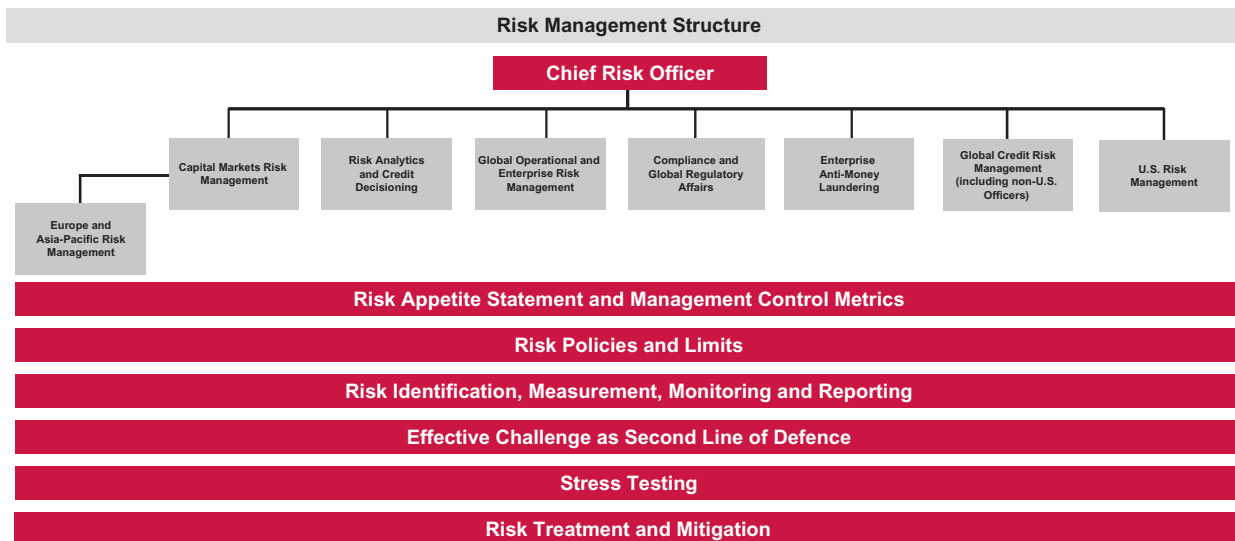 Risk Management Structure
Chief Risk Officer
Capital Markets Risk
Management
Risk Analytics
and Credit
Decisioning
Global Operational and
Enterprise Risk
Management
Compliance and
Global Regulatory
Affairs
Enterprise
Anti-Money
Laundering
Global Credit Risk
Management
(including non-U.S.
Officers)
U.S. Risk
Management
Europe and
Asia-Pacific Risk
Management
Risk Appetite Statement and Management Control Metrics
Risk Policies and Limits
Risk Identification, Measurement, Monitoring and Reporting
Effective Challenge as Second Line of Defence
Stress Testing
Risk Treatment and Mitigation